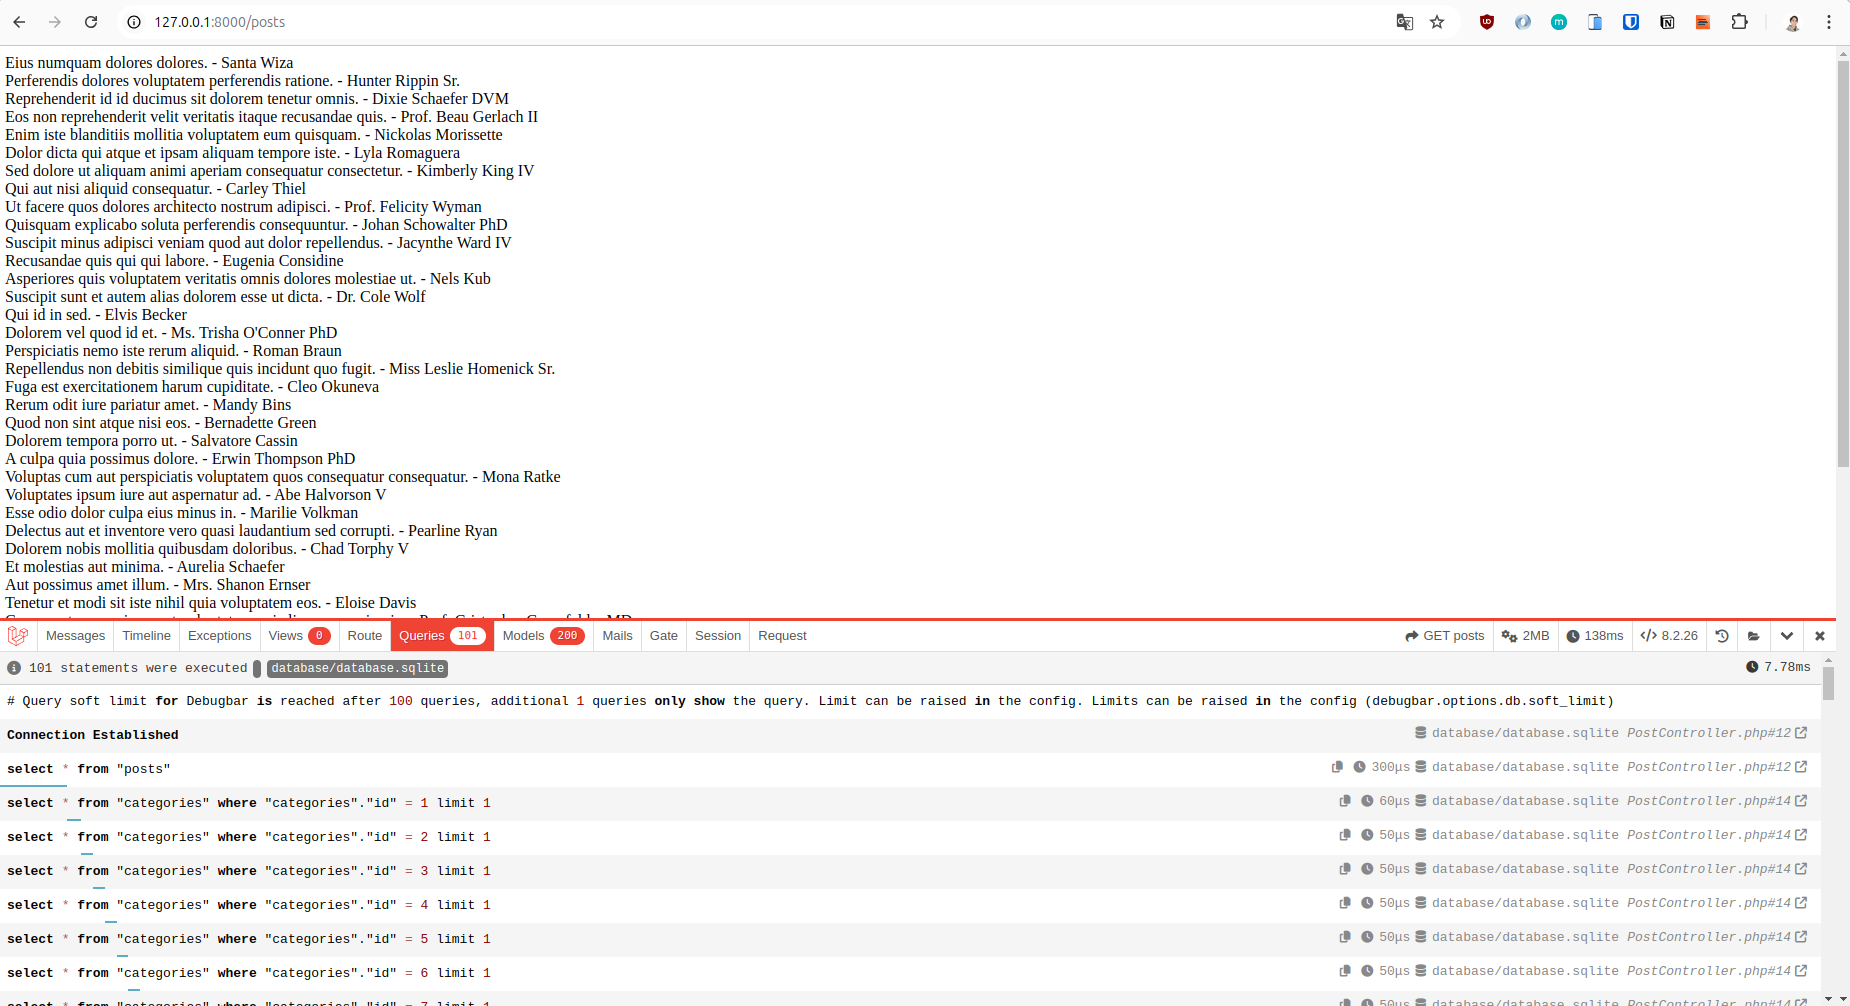 127.0.0.1:8000/posts
Eius numquam dolores dolores. - Santa Wiza
Perferendis dolores voluptatem perferendis ratione. - Hunter Rippin Sr.
Reprehenderit id id ducimus sit dolorem tenetur omnis. - Dixie Schaefer DVM
Eos non reprehenderit velit veritatis itaque recusandae quis. - Prof. Beau Gerlach II
Enim iste blanditiis mollitia voluptatem eum quisquam. - Nickolas Morissette
Dolor dicta qui atque et ipsam aliquam tempore iste. - Lyla Romaguera
Sed dolore ut aliquam animi aperiam consequatur consectetur. - Kimberly King IV
Qui aut nisi aliquid consequatur. - Carley Thiel
Ut facere quos dolores architecto nostrum adipisci. - Prof. Felicity Wyman
Quisquam explicabo soluta perferendis consequuntur. - Johan Schowalter PhD
Suscipit minus adipisci veniam quod aut dolor repellendus. - Jacynthe Ward IV
Recusandae quis qui qui labore. - Eugenia Considine
Asperiores quis voluptatem veritatis omnis dolores molestiae ut. - Nels Kub
Suscipit sunt et autem alias dolorem esse ut dicta. - Dr. Cole Wolf
Qui id in sed. - Elvis Becker
Dolorem vel quod id et. - Ms. Trisha O'Conner PhD
Perspiciatis nemo iste rerum aliquid. - Roman Braun
Repellendus non debitis similique quis incidunt quo fugit. - Miss Leslie Homenick Sr.
Fuga est exercitationem harum cupiditate. - Cleo Okuneva
Rerum odit iure pariatur amet. - Mandy Bins
Quod non sint atque nisi eos. - Bernadette Green
Dolorem tempora porro ut. - Salvatore Cassin
A culpa quia possimus dolore. - Erwin Thompson PhD
Voluptas cum aut perspiciatis voluptatem quos consequatur consequatur. - Mona Ratke
Voluptates ipsum iure aut aspernatur ad. - Abe Halvorson V
Esse odio dolor culpa eius minus in. - Marilie Volkman
Delectus aut et inventore vero quasi laudantium sed corrupti. - Pearline Ryan
Dolorem nobis mollitia quibusdam doloribus. - Chad Torphy V
Et molestias aut minima. - Aurelia Schaefer
Aut possimus amet illum. - Mrs. Shanon Ernser
Tenetur et modi sit iste nihil quia voluptatem eos. - Eloise Davis
Messages Timeline Exceptions Views 0 Route Queries 101 Models 200 Mails Gate Session Request GET posts 2MB 138ms 8.2.26
101 statements were executed database/database.sqlite 7.78ms
# Query soft limit for Debugbar is reached after 100 queries, additional 1 queries only show the query. Limit can be raised in the config. Limits can be raised in the config (debugbar.options.db.soft_limit)
Connection Established database/database.sqlite PostController.php#12
select * from "posts" 300μs database/database.sqlite PostController.php#12
select * from "categories" where "categories"."id" = 1 limit 1 60μs database/database.sqlite PostController.php#14
select * from "categories" where "categories"."id" = 2 limit 1 50μs database/database.sqlite PostController.php#14
select * from "categories" where "categories"."id" = 3 limit 1 50μs database/database.sqlite PostController.php#14
select * from "categories" where "categories"."id" = 4 limit 1 50μs database/database.sqlite PostController.php#14
select * from "categories" where "categories"."id" = 5 limit 1 50μs database/database.sqlite PostController.php#14
select * from "categories" where "categories"."id" = 6 limit 1 50μs database/database.sqlite PostController.php#14
select * from "categories" where "categories"."id" = 7 limit 1 50μs database/database.sqlite PostController.php#14